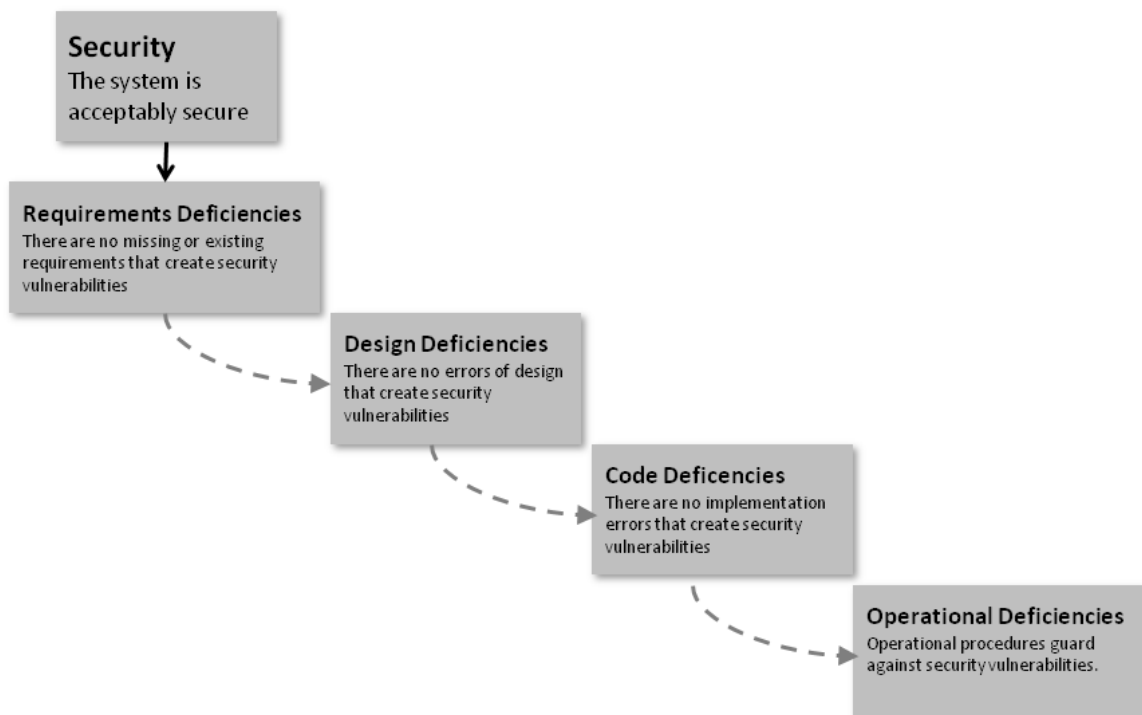 Security
The system is
acceptably secure
Requirements Deficiencies
There are no missing or existing
requirements that create security
vulnerabilities
Design Deficiencies
There are no errors of design
that create security
vulnerabilities
Code Deficencies
There are no implementation
errors that create security
vulnerabilities
Operational Deficiencies
Operational procedures guard
against security vulnerabilities.